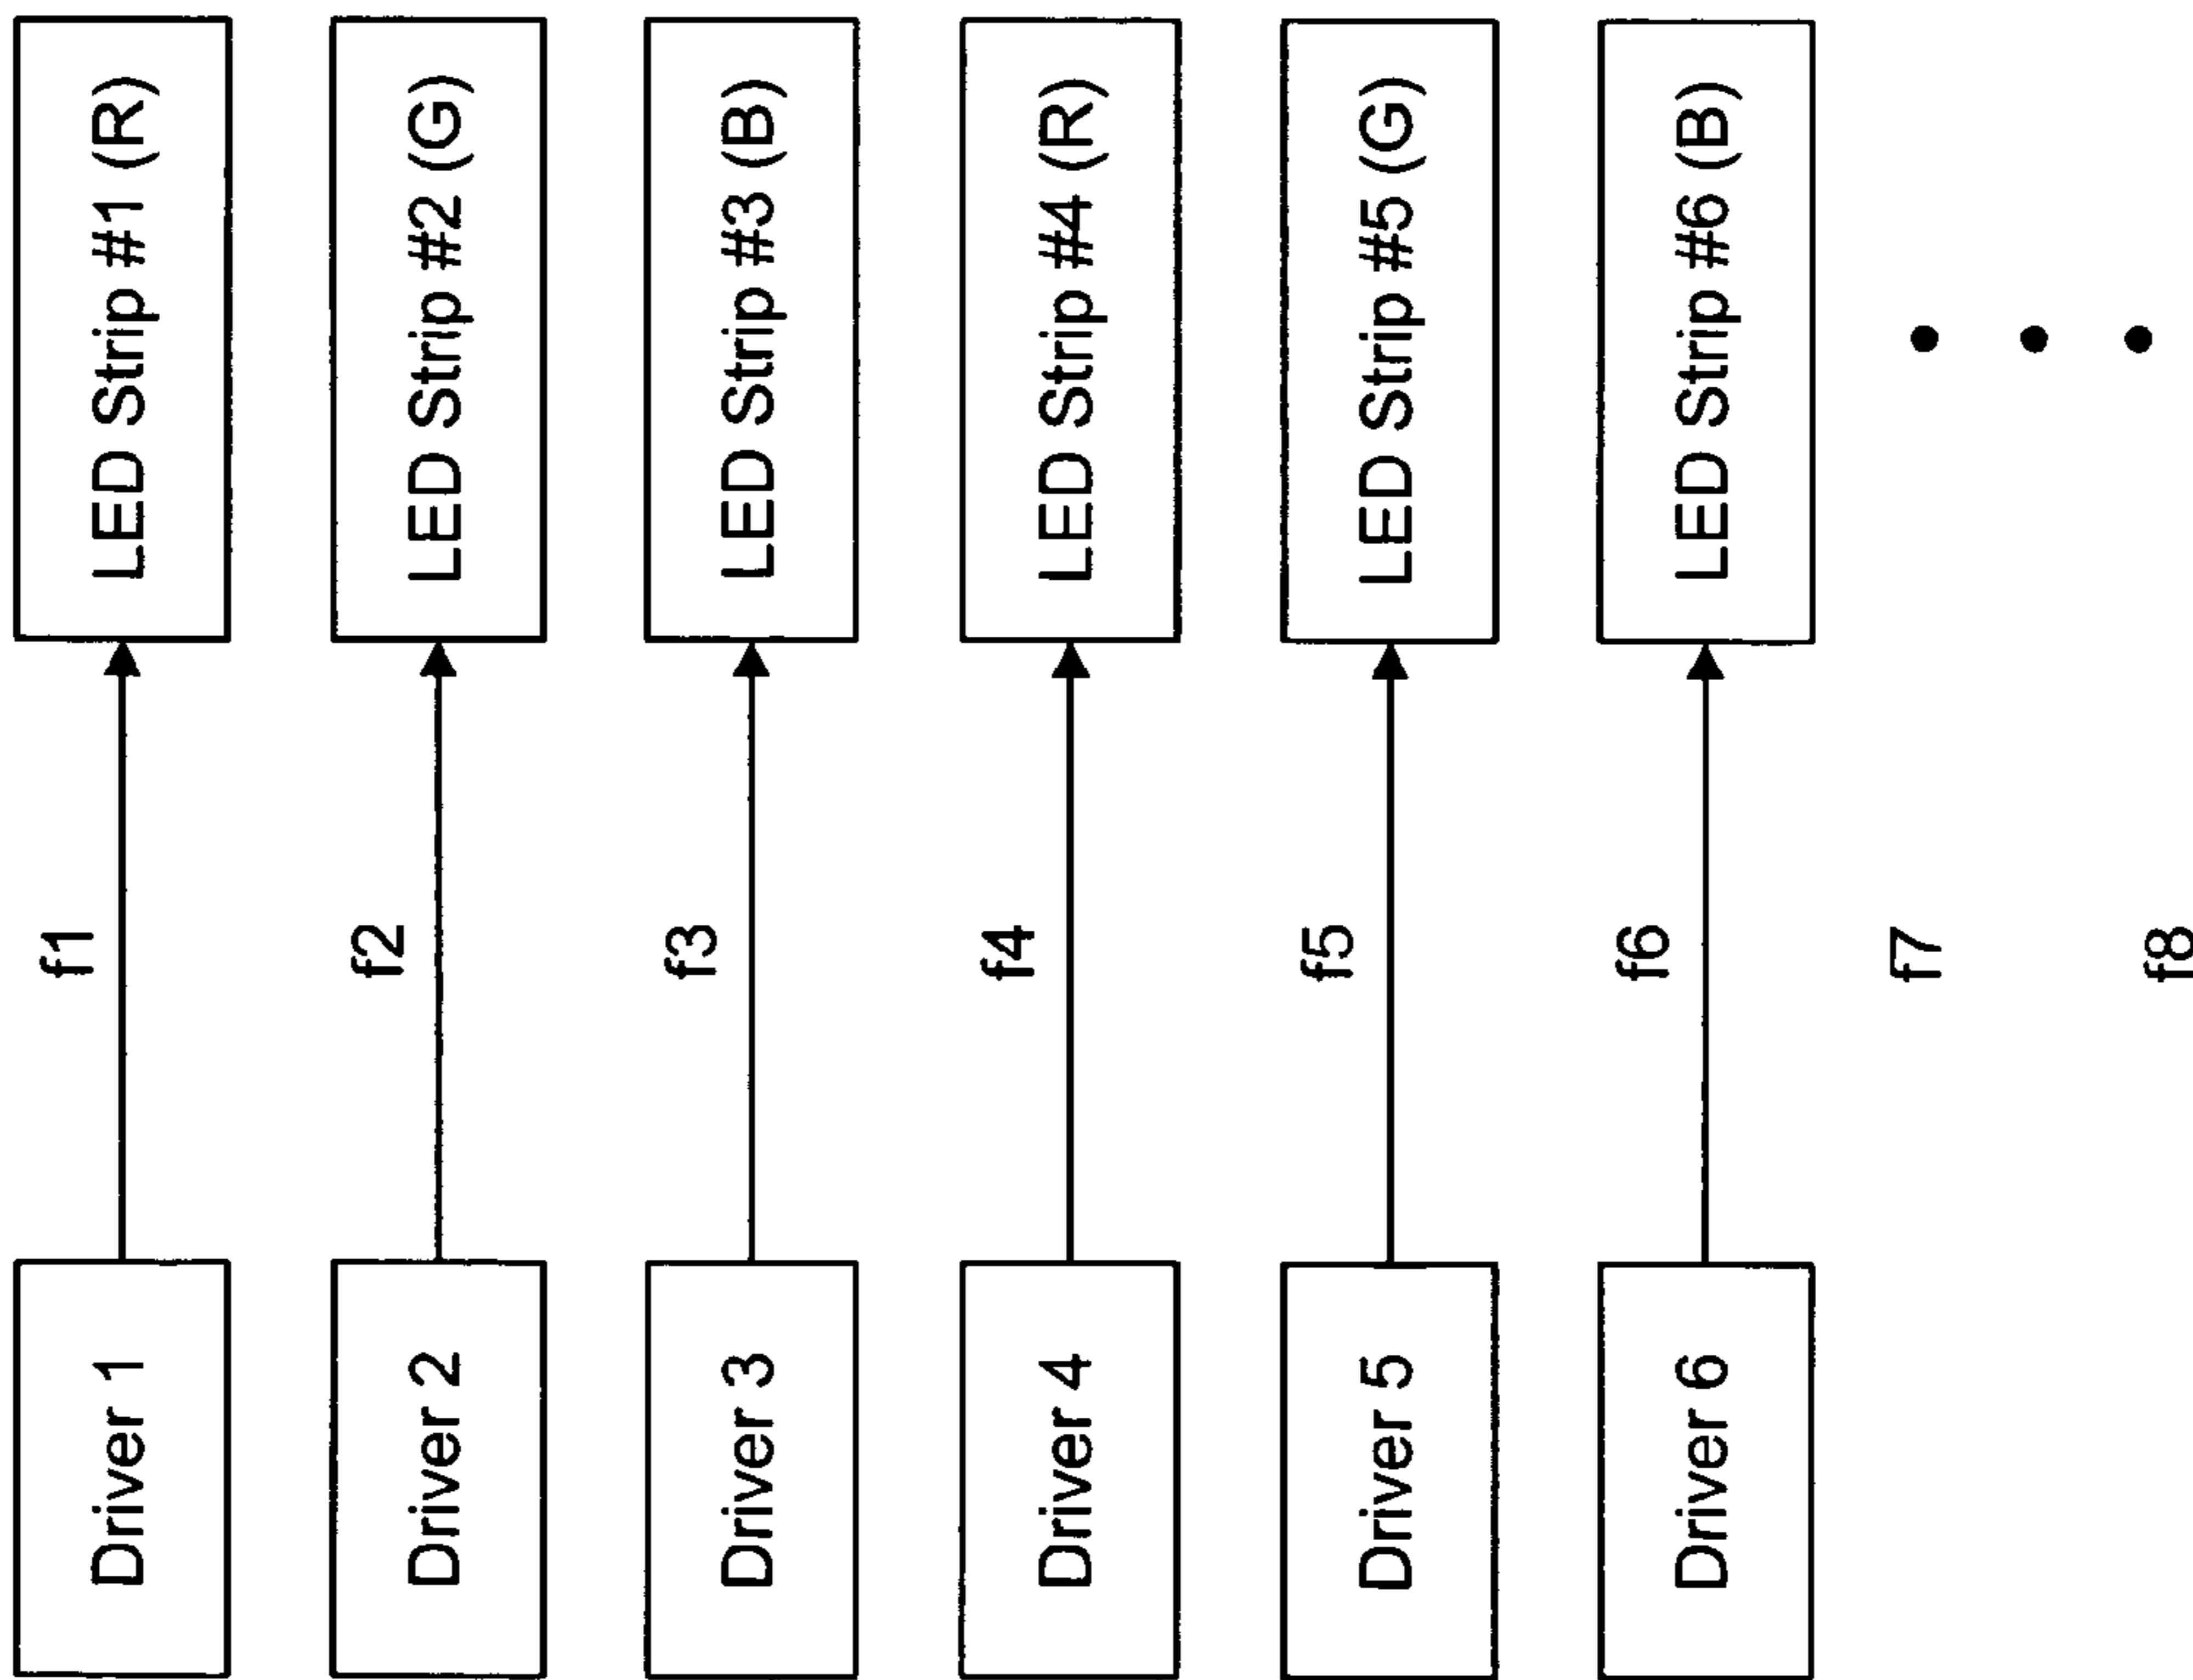 Driver 1
f1
LED Strip #1 (R)
Driver 2
f2
LED Strip #2 (G)
Driver 3
f3
LED Strip #3 (B)
Driver 4
f4
LED Strip #4 (R)
Driver 5
f5
LED Strip #5 (G)
Driver 6
f6
LED Strip #6 (B)
f7
f8